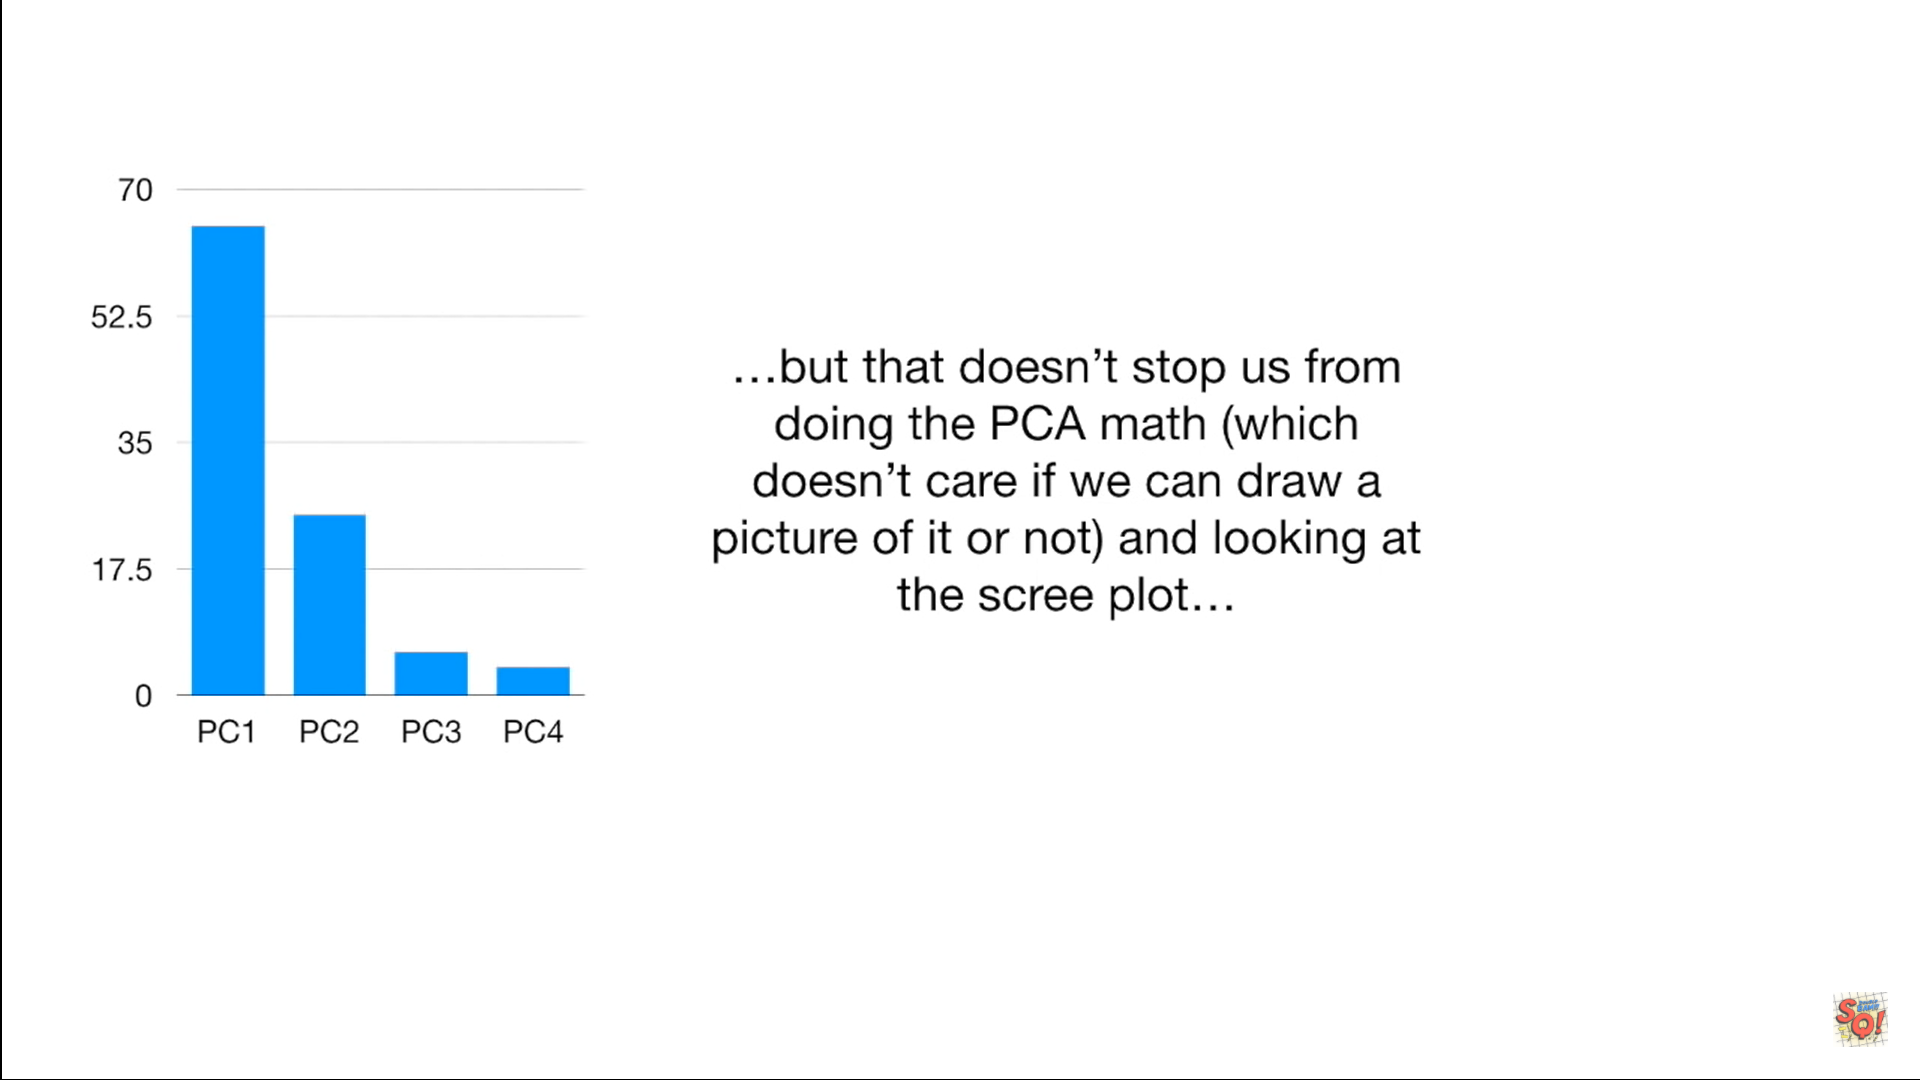 70
52.5
35
17.5
0
PC1 PC2 PC3 PC4
…but that doesn’t stop us from
doing the PCA math (which
doesn’t care if we can draw a
picture of it or not) and looking at
the scree plot…
SQ!